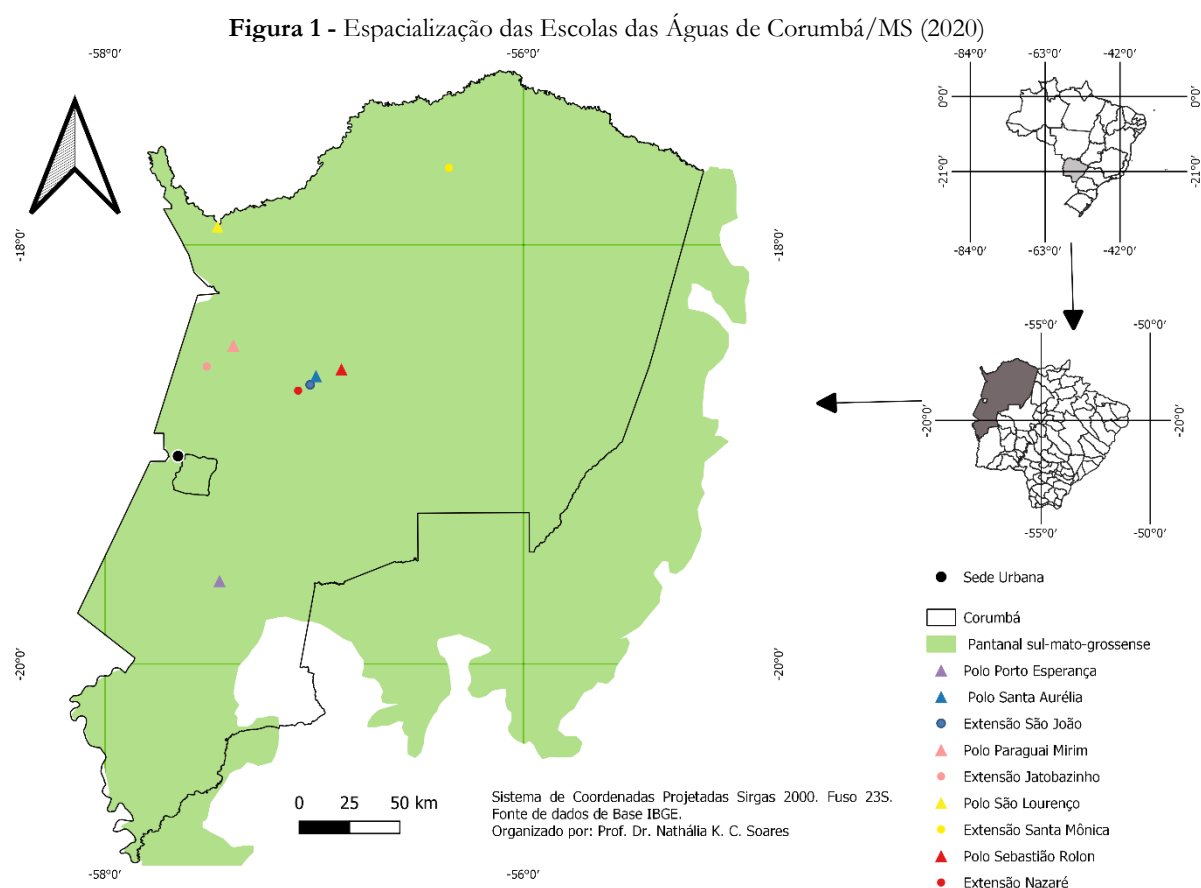 Figura 1 - Espacialização das Escolas das Águas de Corumbá/MS (2020)
-58°0'
-56°0'
-18°0'
-18°0'
-20°0'
-20°0'
-58°0'
-56°0'
0 25 50 km
Sistema de Coordenadas Projetadas Sirgas 2000. Fuso 23S.
Fonte de dados de Base IBGE.
Organizado por: Prof. Dr. Nathália K. C. Soares
-84°0' -63°0' -42°0'
0°0' 0°0'
-21°0' -21°0'
-84°0' -63°0' -42°0'
-55°0' -50°0'
-20°0' -20°0'
-55°0' -50°0'
Sede Urbana
Corumbá
Pantanal sul-mato-grossense
Polo Porto Esperança
Polo Santa Aurélia
Extensão São João
Polo Paraguai Mirim
Extensão Jatobazinho
Polo São Lourenço
Extensão Santa Mônica
Polo Sebastião Rolon
Extensão Nazaré